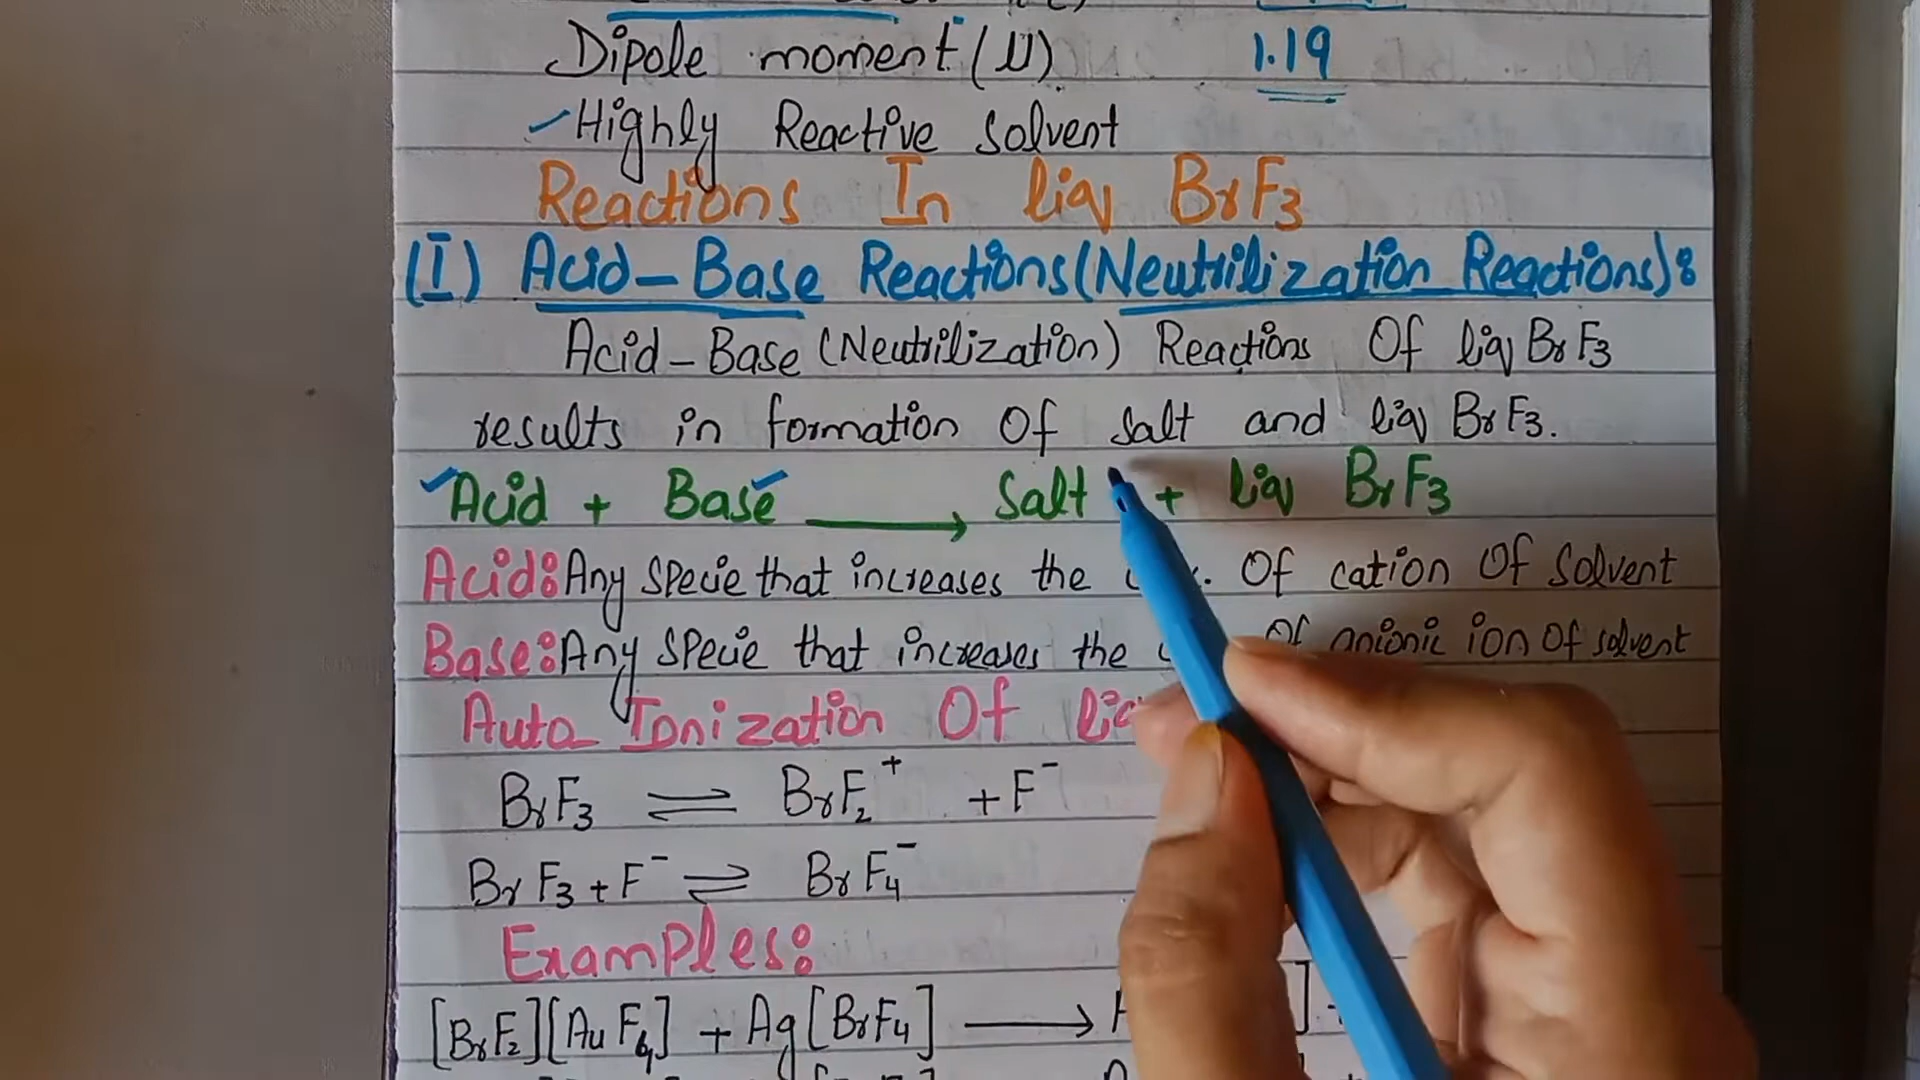 Dipole moment (μ) 1.19
Highly Reactive Solvent
Reactions In liq BrF3
(I) Acid-Base Reactions (Neutrilization Reactions):
Acid-Base (Neutrilization) Reactions Of liq BrF3
results in formation Of Salt and liq BrF3.
Acid + Base ⟶ Salt + liq BrF3
Acid: Any Specie that increases the Of cation Of Solvent
Base: Any Specie that increases the Of anionic ion Of solvent
Auto Ionization Of
BrF3 ⇌ BrF2+ + F-
BrF3 + F- ⇌ BrF4-
Examples:
[BrF2][AuF4] + Ag[BrF4] ⟶